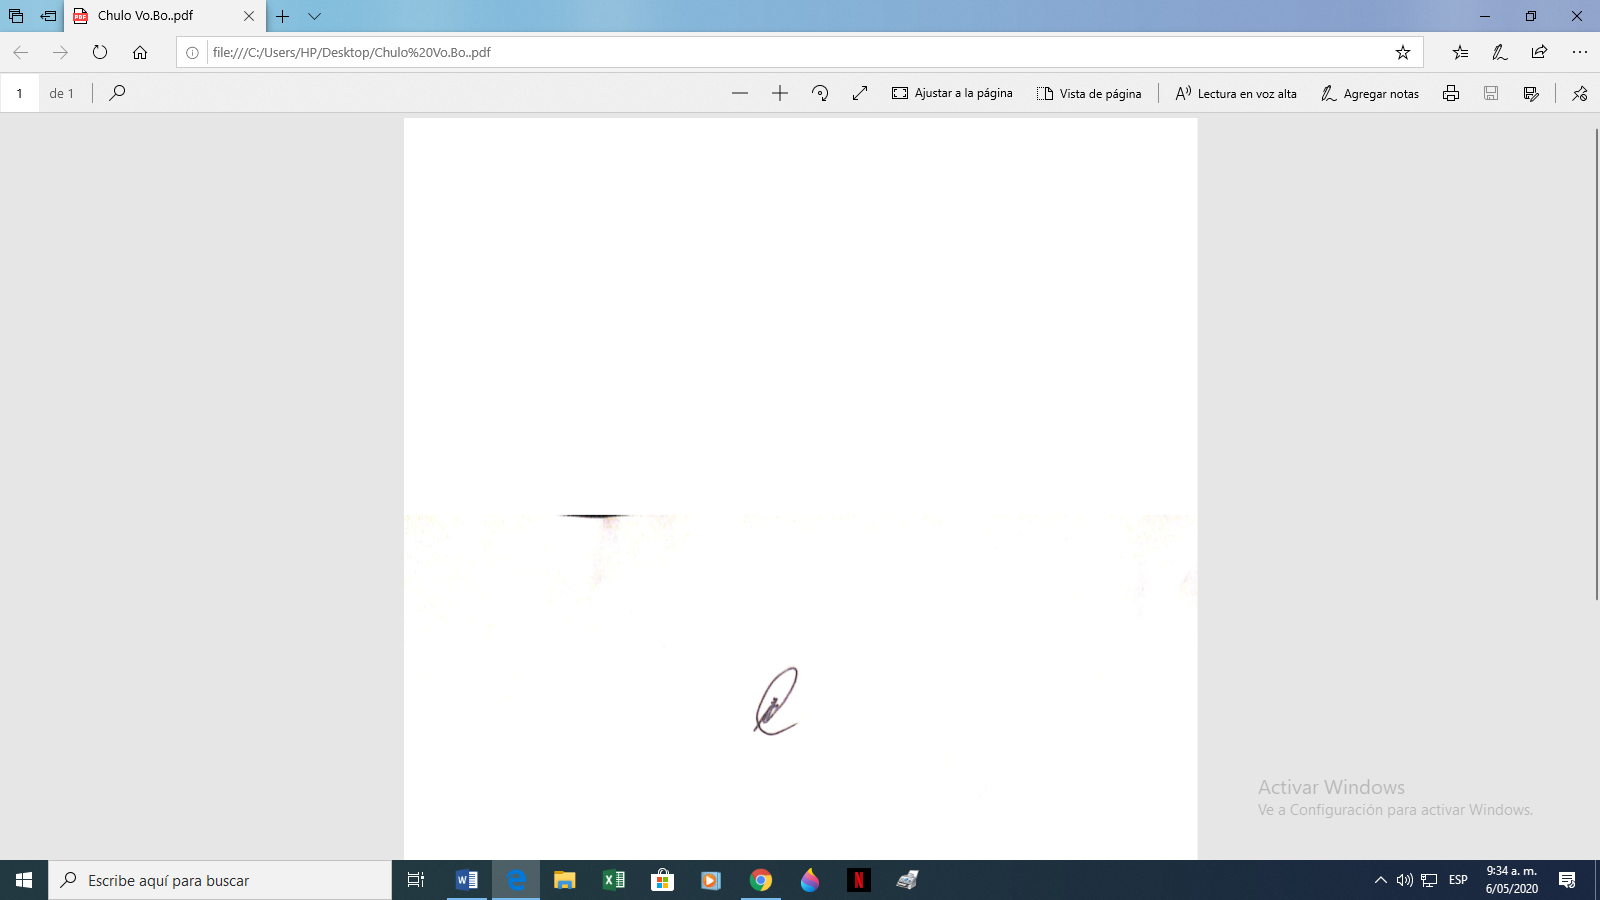 Chulo Vo.Bo..pdf
file:///C:/Users/HP/Desktop/Chulo%20Vo.Bo..pdf
1 de 1
Ajustar a la página
Vista de página
Lectura en voz alta
Agregar notas
Activar Windows
Ve a Configuración para activar Windows.
Escribe aquí para buscar
ESP
9:34 a. m.
6/05/2020